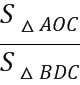 S △ AOC
S △ BDC